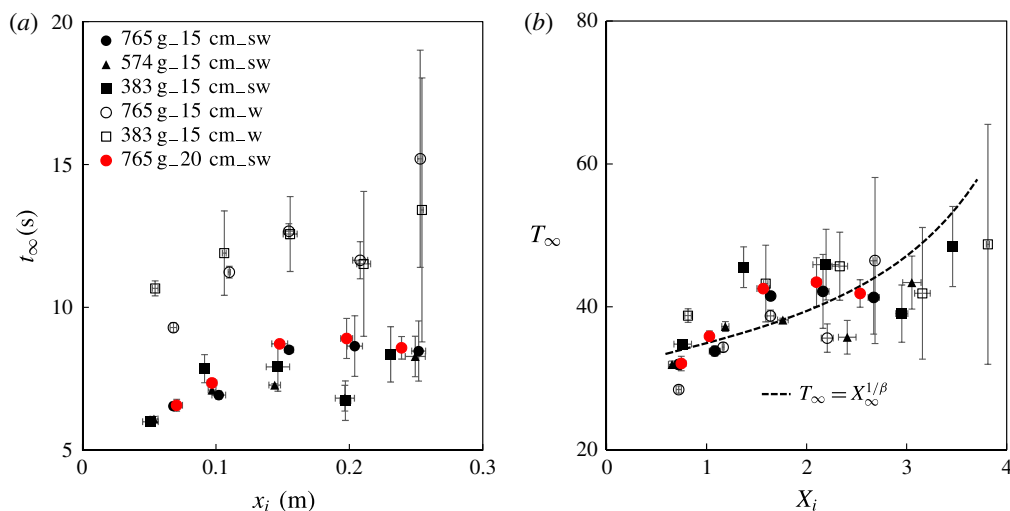 (a)
20
15
10
5
t∞(s)
765 g_15 cm_sw
574 g_15 cm_sw
383 g_15 cm_sw
765 g_15 cm_w
383 g_15 cm_w
765 g_20 cm_sw
0 0.1 0.2 0.3
x_i (m)
(b)
80
60
40
20
T∞
T∞ = X∞^{1/β}
0 1 2 3 4
X_i